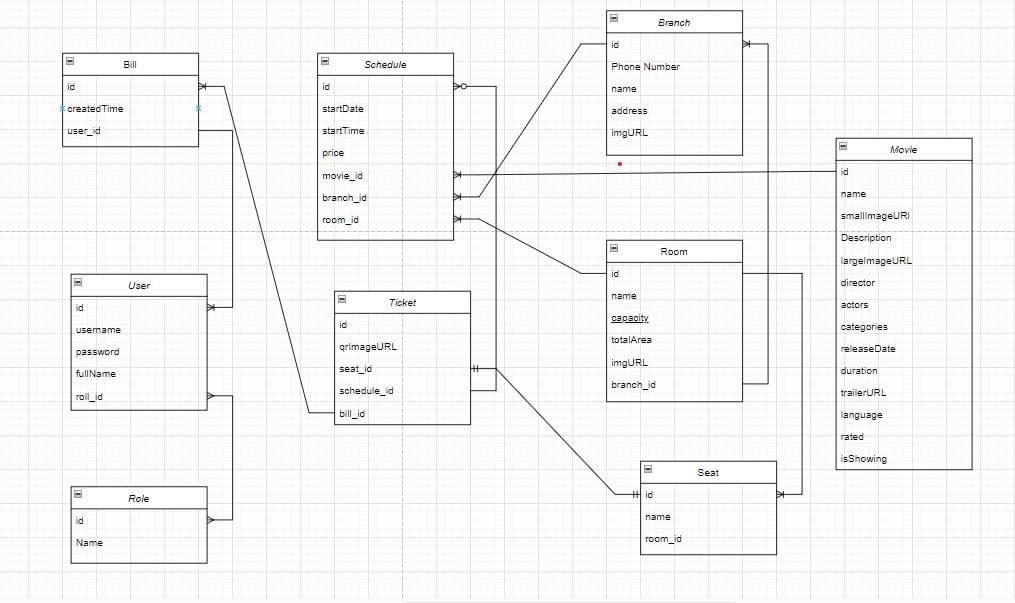 Bill
id
createdTime
user_id
Schedule
id
startDate
startTime
price
movie_id
branch_id
room_id
Branch
id
Phone Number
name
address
imgURL
Movie
id
name
smallImageURl
Description
largeImageURL
director
actors
categories
releaseDate
duration
trailerURL
language
rated
isShowing
User
id
username
password
fullName
roll_id
Ticket
id
qrImageURL
seat_id
schedule_id
bill_id
Room
id
name
capacity
totalArea
imgURL
branch_id
Role
id
Name
Seat
id
name
room_id